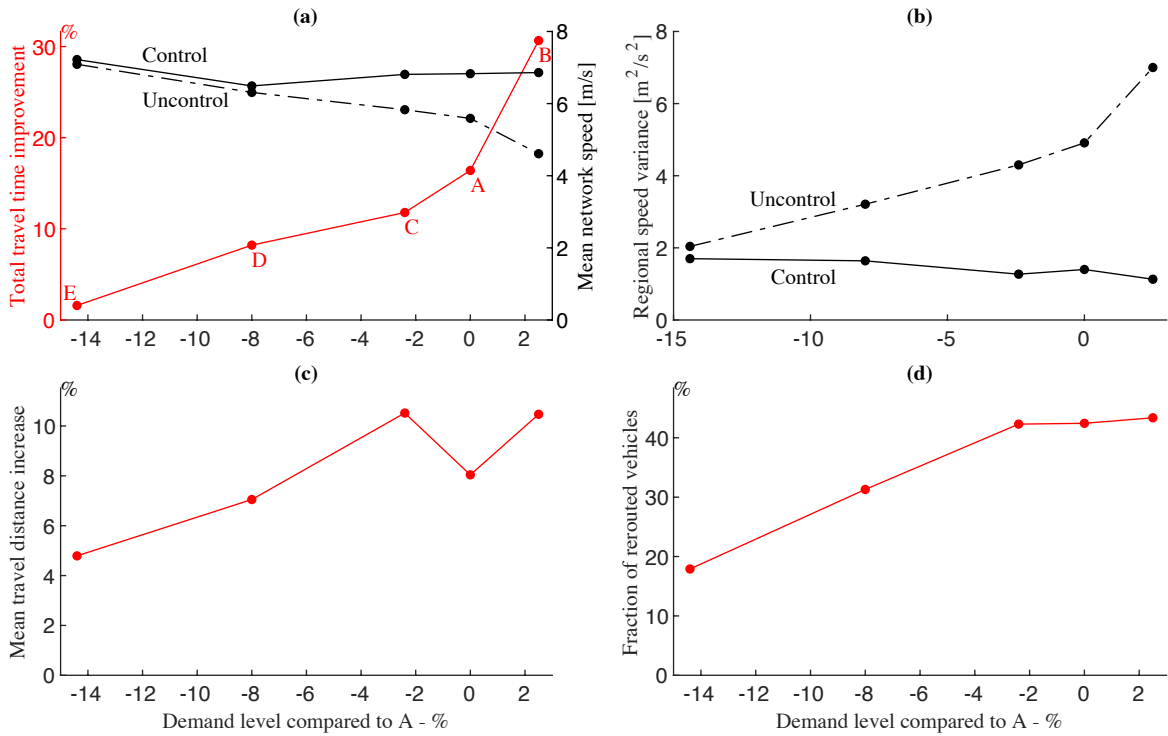 (a)
%
Total travel time improvement
30
20
10
0
Control
Uncontrol
E
D
C
A
B
8
6
4
2
0
Mean network speed [m/s]
-14 -12 -10 -8 -6 -4 -2 0 2
(b)
Regional speed variance [m²/s²]
8
6
4
2
0
Uncontrol
Control
-15 -10 -5 0
(c)
%
Mean travel distance increase
10
8
6
4
2
0
-14 -12 -10 -8 -6 -4 -2 0 2
Demand level compared to A - %
(d)
%
Fraction of rerouted vehicles
40
30
20
10
0
-14 -12 -10 -8 -6 -4 -2 0 2
Demand level compared to A - %